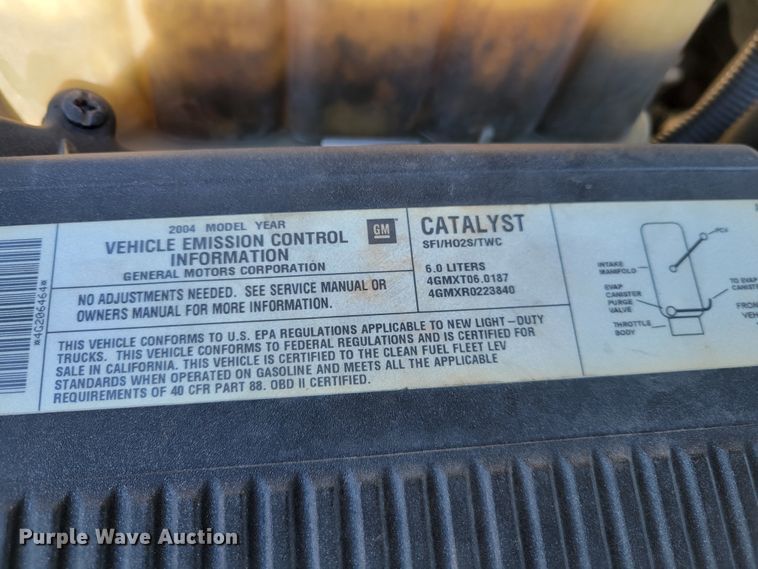 *4G206464*
2004 MODEL YEAR
VEHICLE EMISSION CONTROL
INFORMATION
GENERAL MOTORS CORPORATION
GM
NO ADJUSTMENTS NEEDED. SEE SERVICE MANUAL OR
OWNERS MANUAL FOR MORE INFORMATION.
CATALYST
SFI/HO2S/TWC
6.0 LITERS
4GMXT06.0187
4GMXR0223840
THIS VEHICLE CONFORMS TO U.S. EPA REGULATIONS APPLICABLE TO NEW LIGHT-DUTY
TRUCKS. THIS VEHICLE CONFORMS TO FEDERAL REGULATIONS AND IS CERTIFIED FOR
SALE IN CALIFORNIA. THIS VEHICLE IS CERTIFIED TO THE CLEAN FUEL FLEET LEV
STANDARDS WHEN OPERATED ON GASOLINE AND MEETS ALL THE APPLICABLE
REQUIREMENTS OF 40 CFR PART 88. OBD II CERTIFIED.
PCV
INTAKE
MANIFOLD
EVAP
CANISTER
PURGE
VALVE
THROTTLE
BODY
TO EVAP
CANISTER
FRON
VEH
Purple Wave Auction